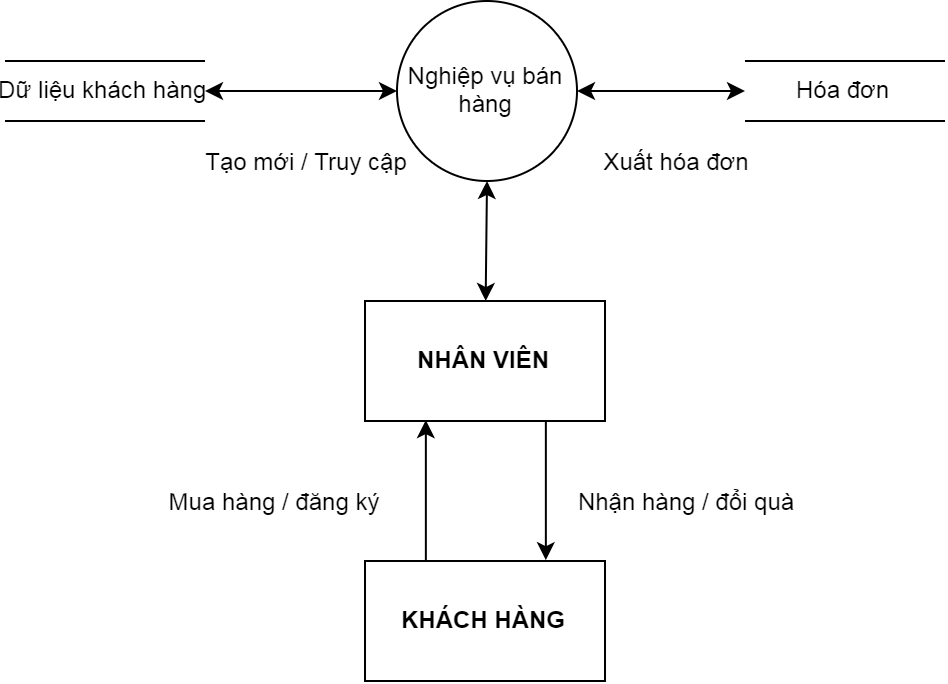 Dữ liệu khách hàng
Nghiệp vụ bán
hàng
Hóa đơn
Tạo mới / Truy cập
Xuất hóa đơn
NHÂN VIÊN
Mua hàng / đăng ký
Nhận hàng / đổi quà
KHÁCH HÀNG